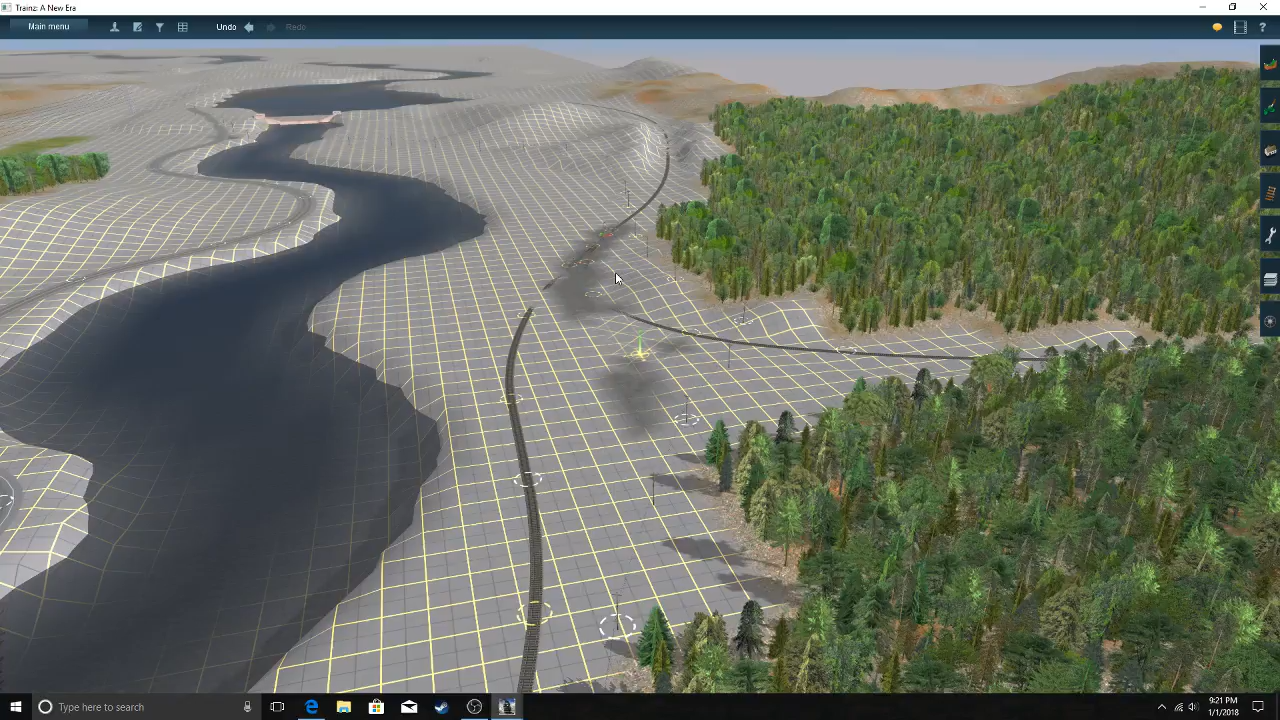 Trainz: A New Era
Main menu
Undo
Redo
?
Type here to search
9:21 PM
1/1/2018